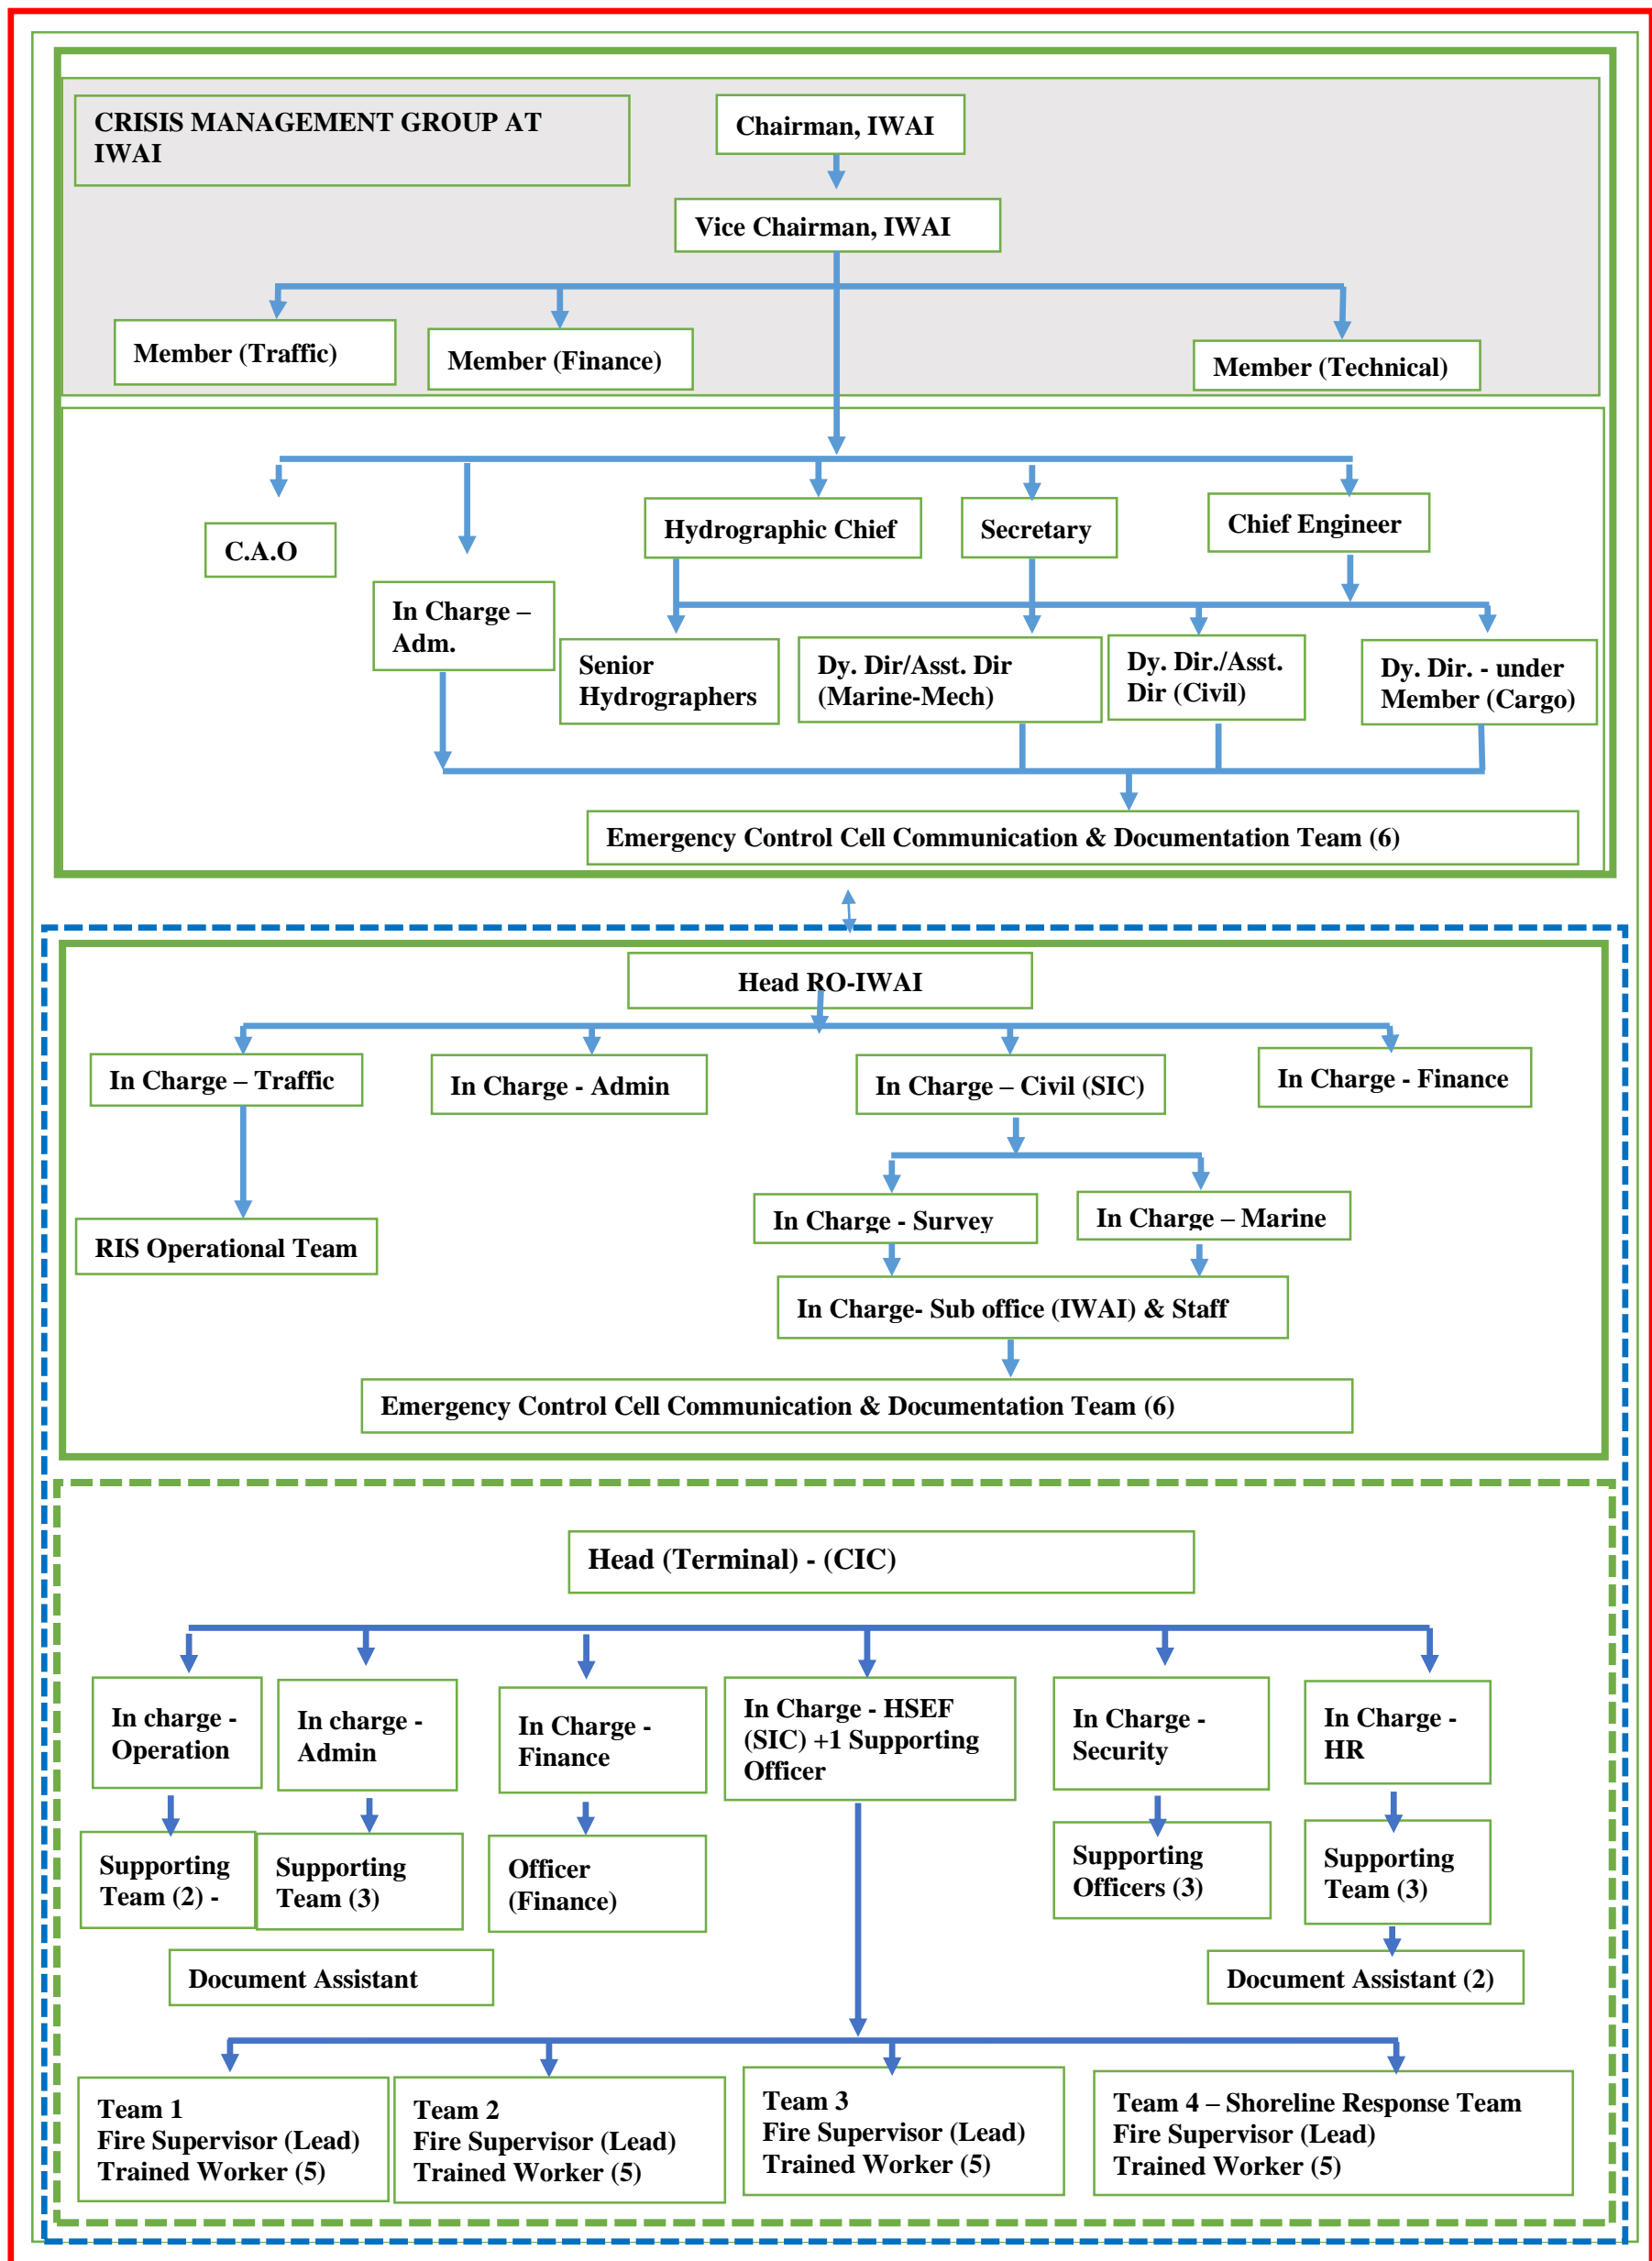 CRISIS MANAGEMENT GROUP AT
IWAI
Chairman, IWAI
Vice Chairman, IWAI
Member (Traffic)
Member (Finance)
Member (Technical)
C.A.O
In Charge –
Adm.
Hydrographic Chief
Secretary
Chief Engineer
Senior
Hydrographers
Dy. Dir/Asst. Dir
(Marine-Mech)
Dy. Dir./Asst.
Dir (Civil)
Dy. Dir. - under
Member (Cargo)
Emergency Control Cell Communication & Documentation Team (6)
Head RO-IWAI
In Charge – Traffic
In Charge - Admin
In Charge – Civil (SIC)
In Charge - Finance
RIS Operational Team
In Charge - Survey
In Charge – Marine
In Charge- Sub office (IWAI) & Staff
Emergency Control Cell Communication & Documentation Team (6)
Head (Terminal) - (CIC)
In charge -
Operation
In charge -
Admin
In Charge -
Finance
In Charge - HSEF
(SIC) +1 Supporting
Officer
In Charge -
Security
In Charge -
HR
Supporting
Team (2) -
Supporting
Team (3)
Officer
(Finance)
Supporting
Officers (3)
Supporting
Team (3)
Document Assistant
Document Assistant (2)
Team 1
Fire Supervisor (Lead)
Trained Worker (5)
Team 2
Fire Supervisor (Lead)
Trained Worker (5)
Team 3
Fire Supervisor (Lead)
Trained Worker (5)
Team 4 – Shoreline Response Team
Fire Supervisor (Lead)
Trained Worker (5)